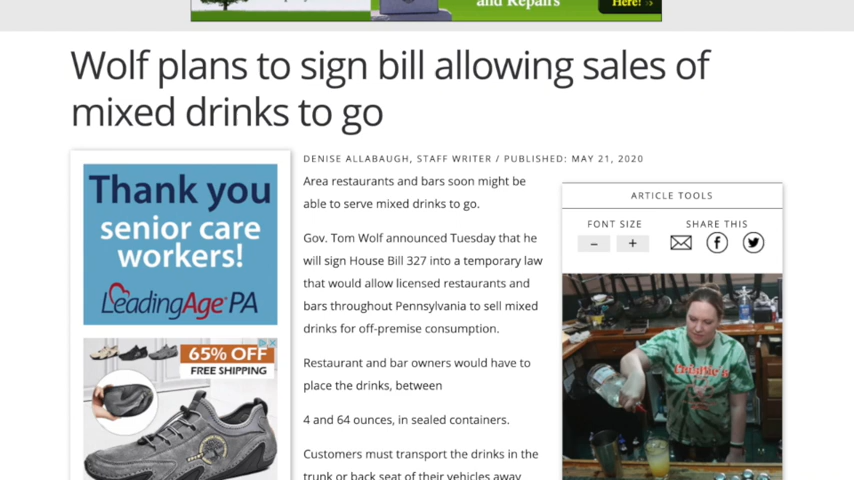 and Repairs
Here! >>
Wolf plans to sign bill allowing sales of
mixed drinks to go
DENISE ALLABAUGH, STAFF WRITER / PUBLISHED: MAY 21, 2020
Thank you
senior care
workers!
LeadingAge® PA
65% OFF
FREE SHIPPING
Area restaurants and bars soon might be
able to serve mixed drinks to go.
Gov. Tom Wolf announced Tuesday that he
will sign House Bill 327 into a temporary law
that would allow licensed restaurants and
bars throughout Pennsylvania to sell mixed
drinks for off-premise consumption.
Restaurant and bar owners would have to
place the drinks, between
4 and 64 ounces, in sealed containers.
Customers must transport the drinks in the
trunk or back seat of their vehicles away
ARTICLE TOOLS
FONT SIZE
– +
SHARE THIS